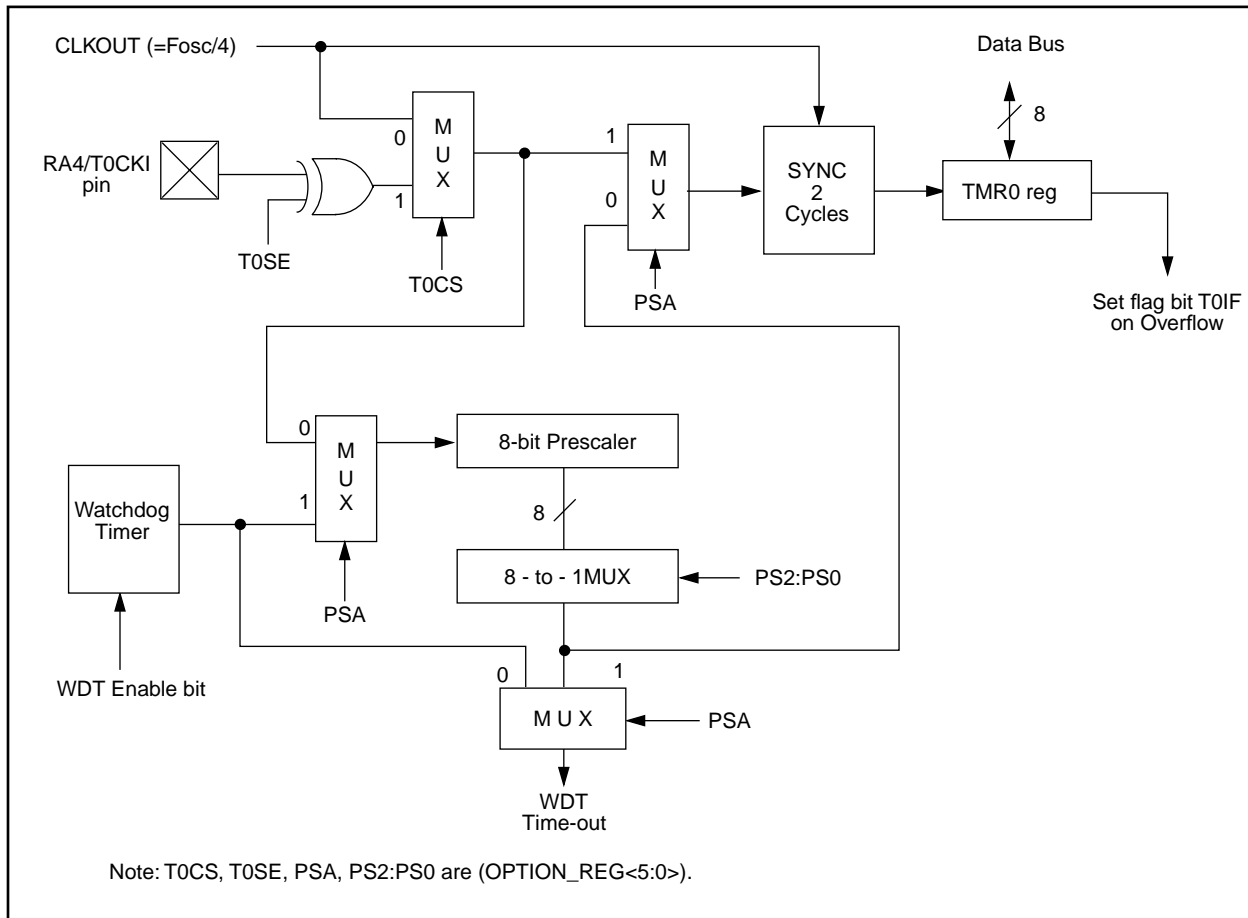 CLKOUT (=Fosc/4)
Data Bus
8
RA4/T0CKI
pin
T0SE
0
1
M
U
X
T0CS
1
0
M
U
X
PSA
SYNC
2
Cycles
TMR0 reg
Set flag bit T0IF
on Overflow
0
1
M
U
X
PSA
8-bit Prescaler
8
8 - to - 1MUX
PS2:PS0
Watchdog
Timer
WDT Enable bit
0
1
M U X
PSA
WDT
Time-out
Note: T0CS, T0SE, PSA, PS2:PS0 are (OPTION_REG<5:0>).